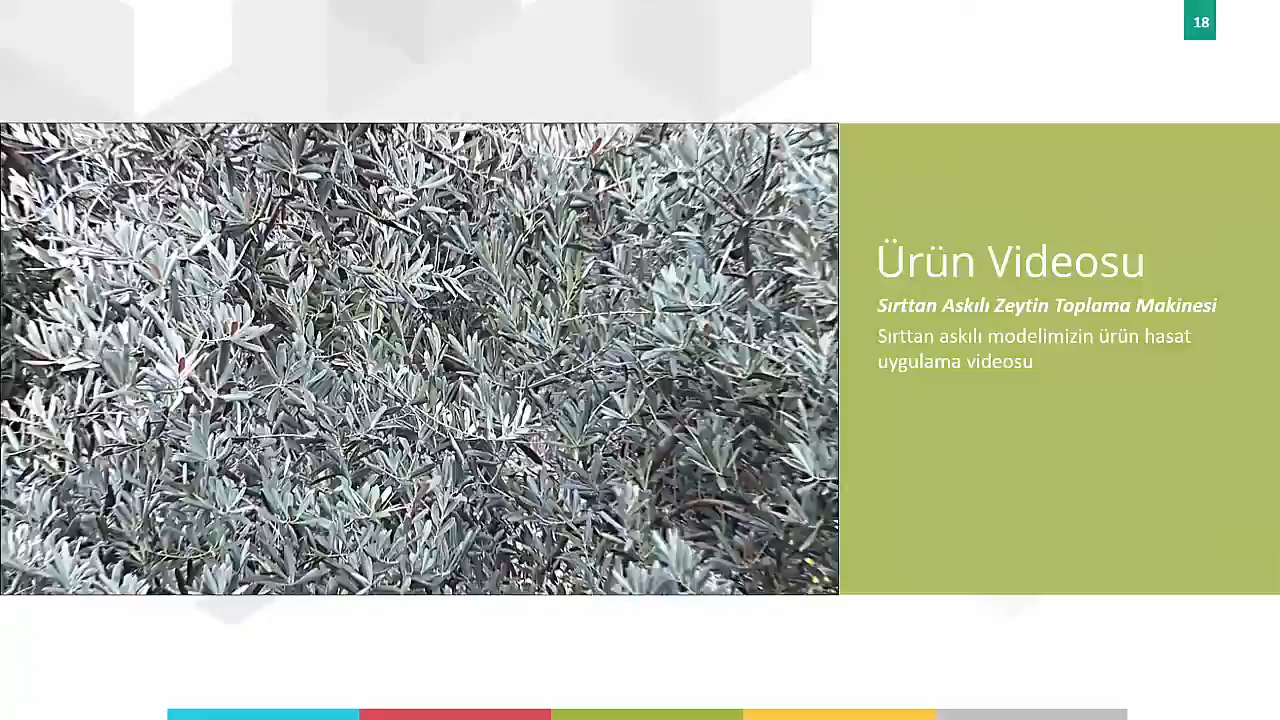 18
Ürün Videosu
Sırttan Askılı Zeytin Toplama Makinesi
Sırttan askılı modelimizin ürün hasat
uygulama videosu